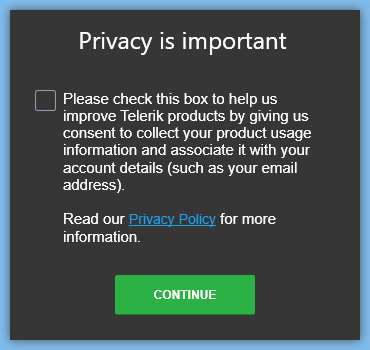 Privacy is important
Please check this box to help us
improve Telerik products by giving us
consent to collect your product usage
information and associate it with your
account details (such as your email
address).
Read our Privacy Policy for more
information.
CONTINUE